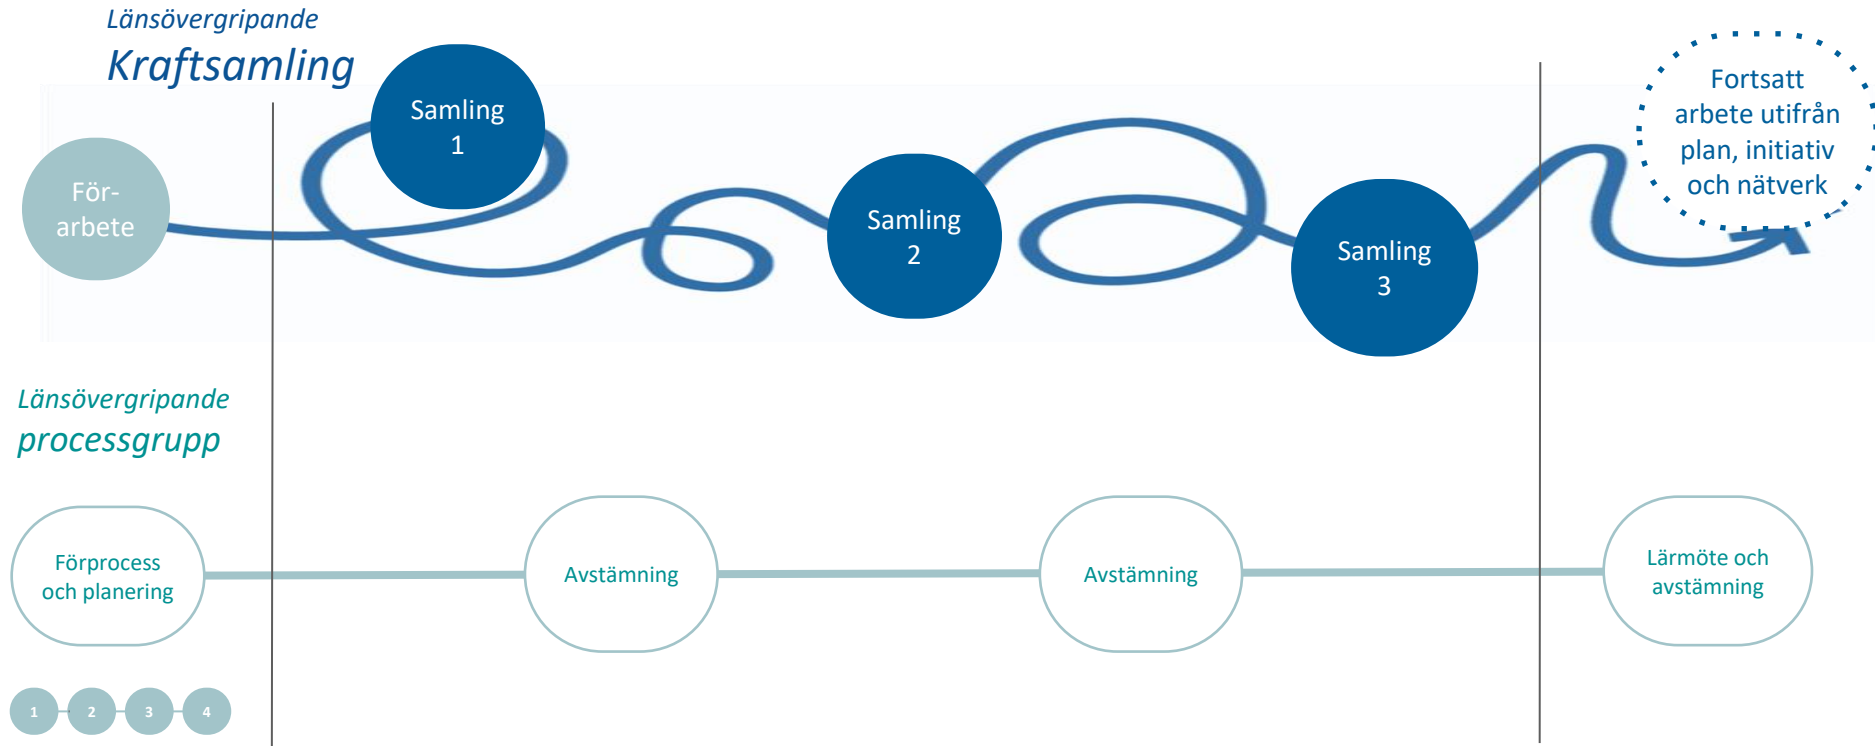 Länsövergripande
Kraftsamling
För-
arbete
Samling
1
Samling
2
Samling
3
Fortsatt
arbete utifrån
plan, initiativ
och nätverk
Länsövergripande
processgrupp
Förprocess
och planering
Avstämning
Avstämning
Lärmöte och
avstämning
1
2
3
4